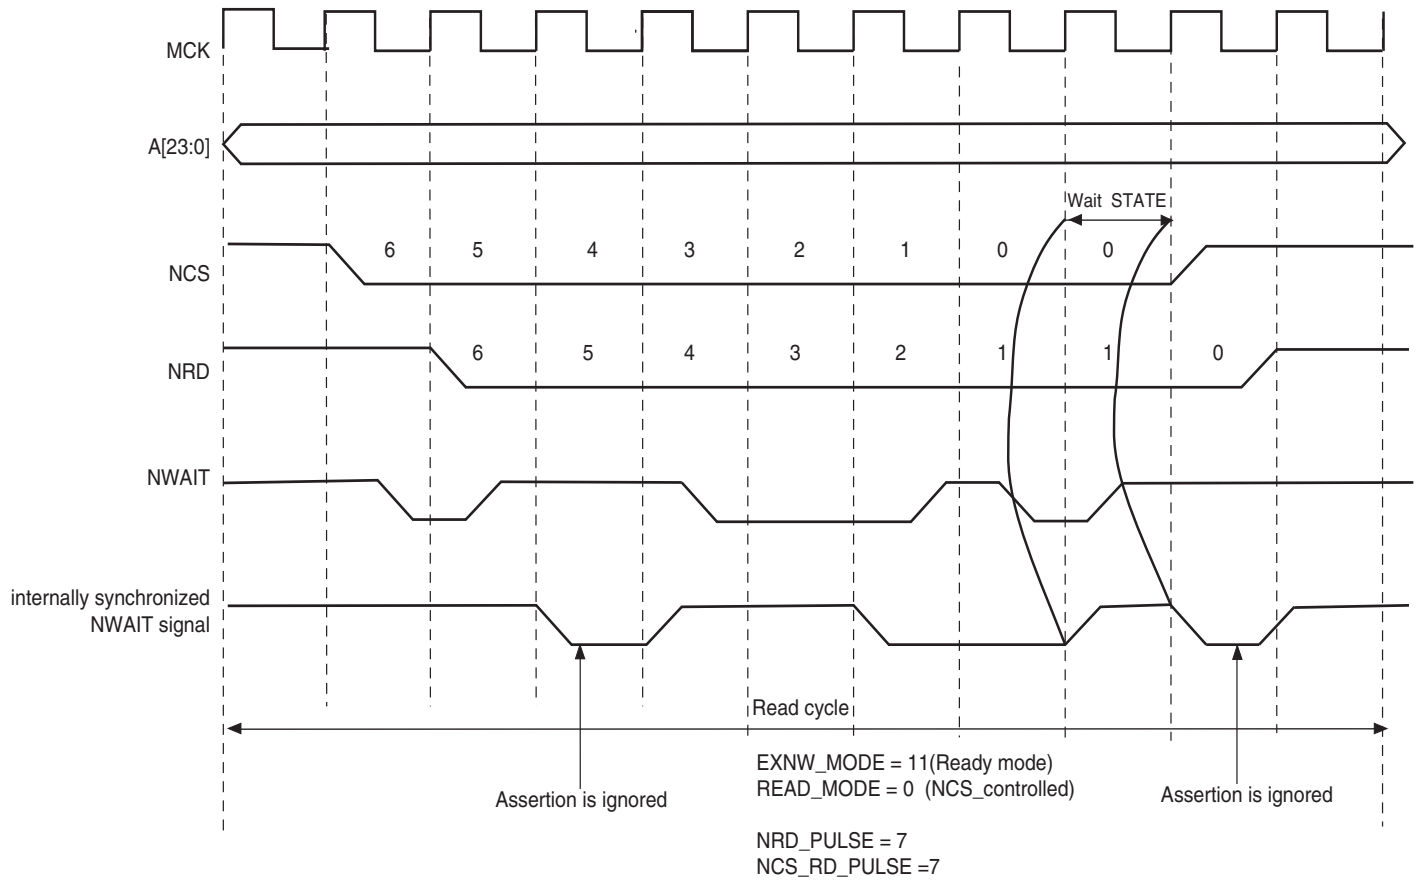 MCK
A[23:0]
Wait STATE
NCS
6 5 4 3 2 1 0 0
NRD
6 5 4 3 2 1 1 0
NWAIT
internally synchronized
NWAIT signal
Read cycle
EXNW_MODE = 11(Ready mode)
READ_MODE = 0 (NCS_controlled)
Assertion is ignored
Assertion is ignored
NRD_PULSE = 7
NCS_RD_PULSE =7